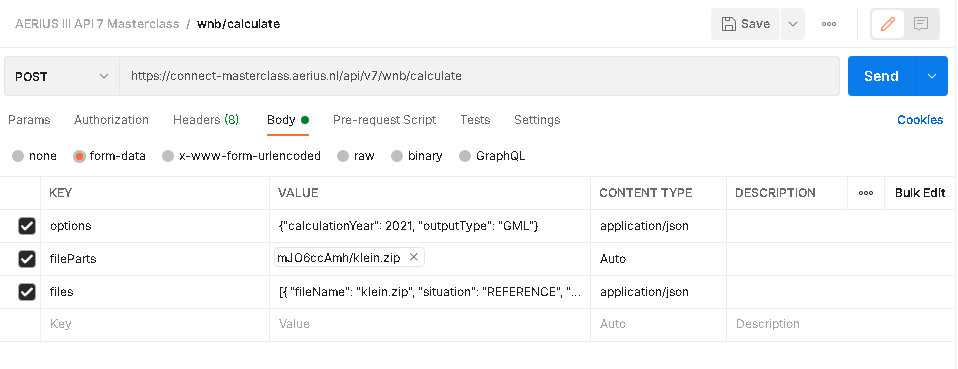 AERIUS III API 7 Masterclass / wnb/calculate
Save
POST
https://connect-masterclass.aerius.nl/api/v7/wnb/calculate
Send
Params Authorization Headers (8) Body Pre-request Script Tests Settings Cookies
none form-data x-www-form-urlencoded raw binary GraphQL
KEY VALUE CONTENT TYPE DESCRIPTION Bulk Edit
options {"calculationYear": 2021, "outputType": "GML"} application/json
fileParts mJO6ccAmh/klein.zip Auto
files [{ "fileName": "klein.zip", "situation": "REFERENCE", "... application/json
Key Value Auto Description